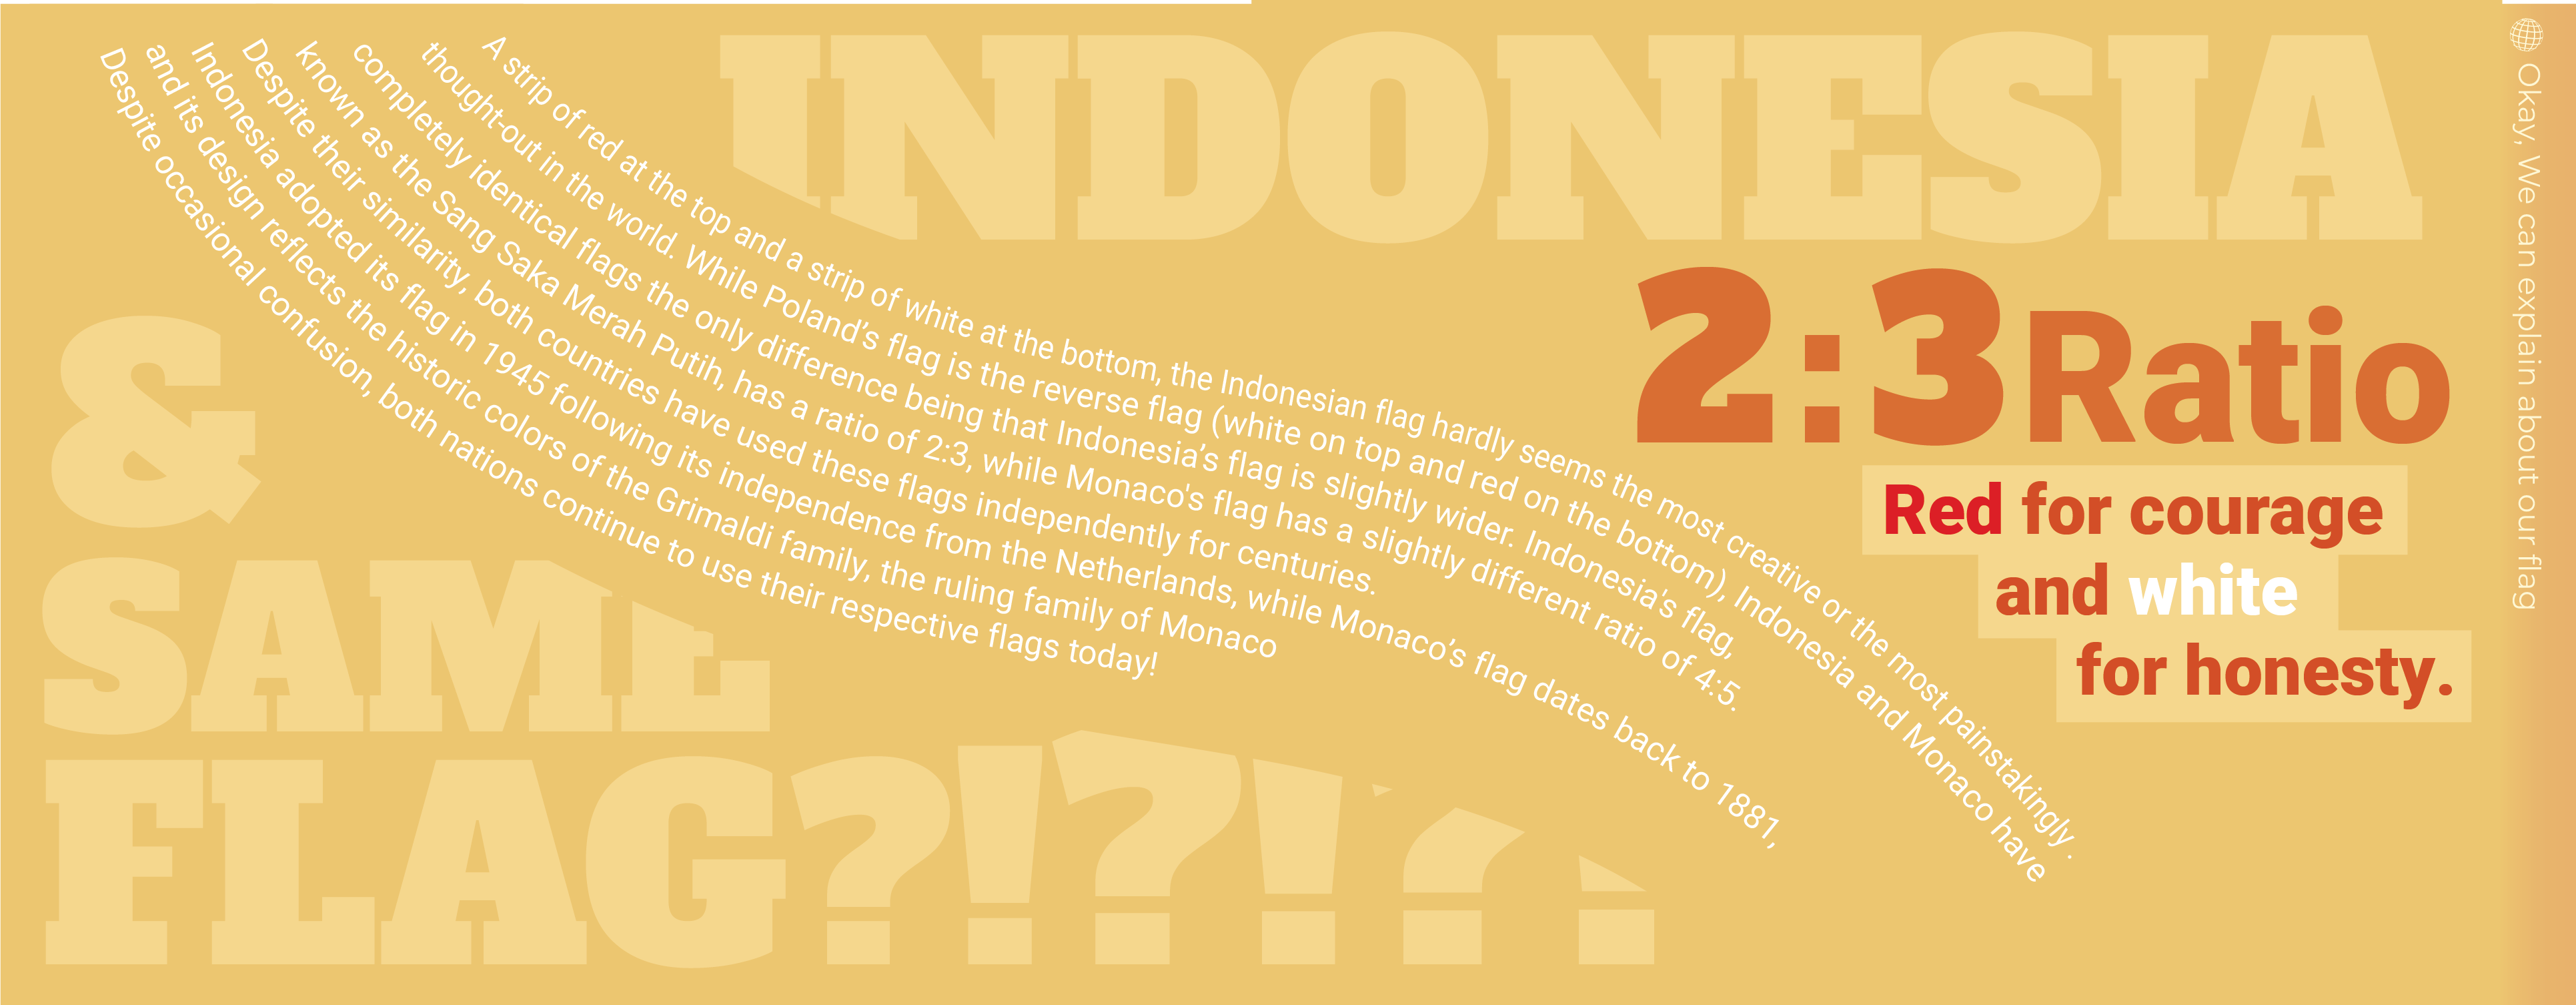 INDONESIA
&
SAME
FLAG?!?!?!
A strip of red at the top and a strip of white at the bottom, the Indonesian flag hardly seems the most creative or the most painstakingly .
thought-out in the world. While Poland's flag is the reverse flag (white on top and red on the bottom), Indonesia and Monaco have
completely identical flags the only difference being that Indonesia's flag is slightly wider. Indonesia's flag,
known as the Sang Saka Merah Putih, has a ratio of 2:3, while Monaco's flag has a slightly different ratio of 4:5.
Despite their similarity, both countries have used these flags independently for centuries.
Indonesia adopted its flag in 1945 following its independence from the Netherlands, while Monaco's flag dates back to 1881,
and its design reflects the historic colors of the Grimaldi family, the ruling family of Monaco
Despite occasional confusion, both nations continue to use their respective flags today!
2:3 Ratio
Red for courage
and white
for honesty.
Okay, We can explain about our flag